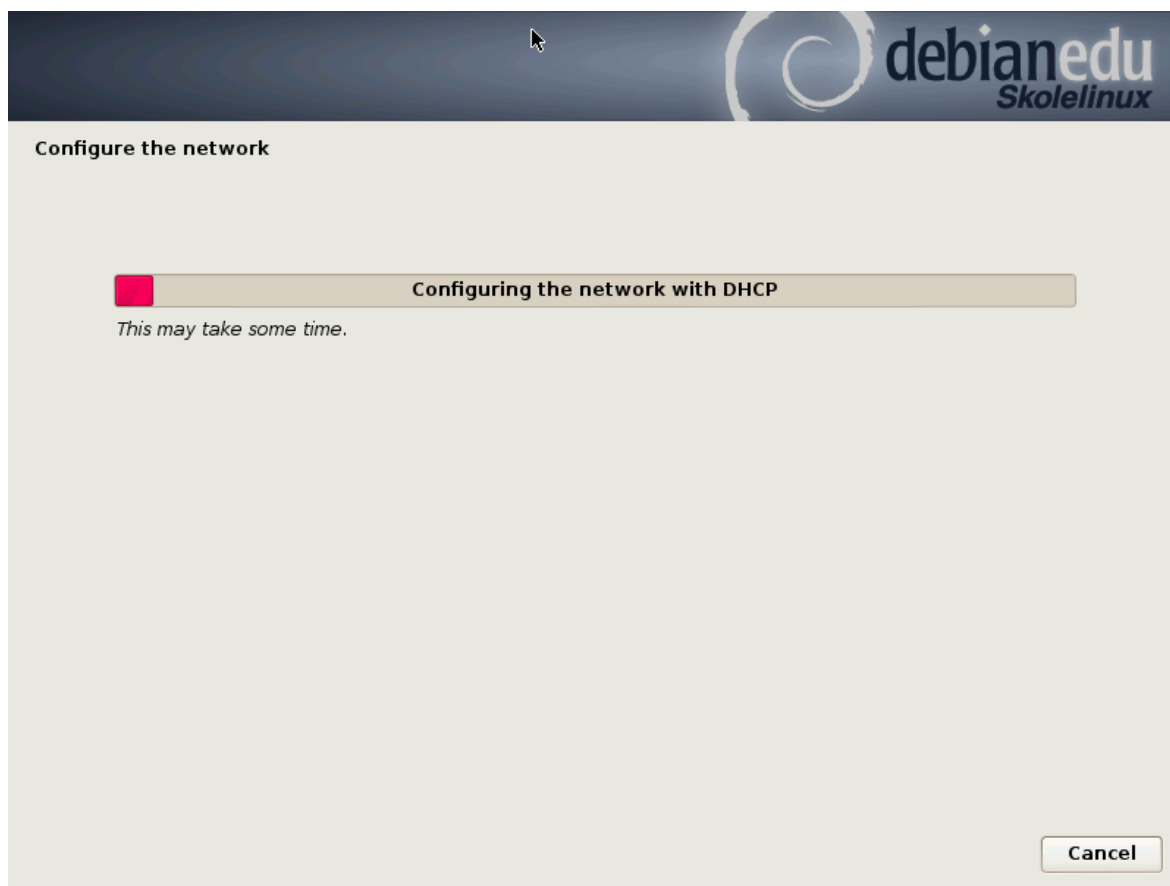 debianedu
Skolelinux
Configure the network
Configuring the network with DHCP
This may take some time.
Cancel